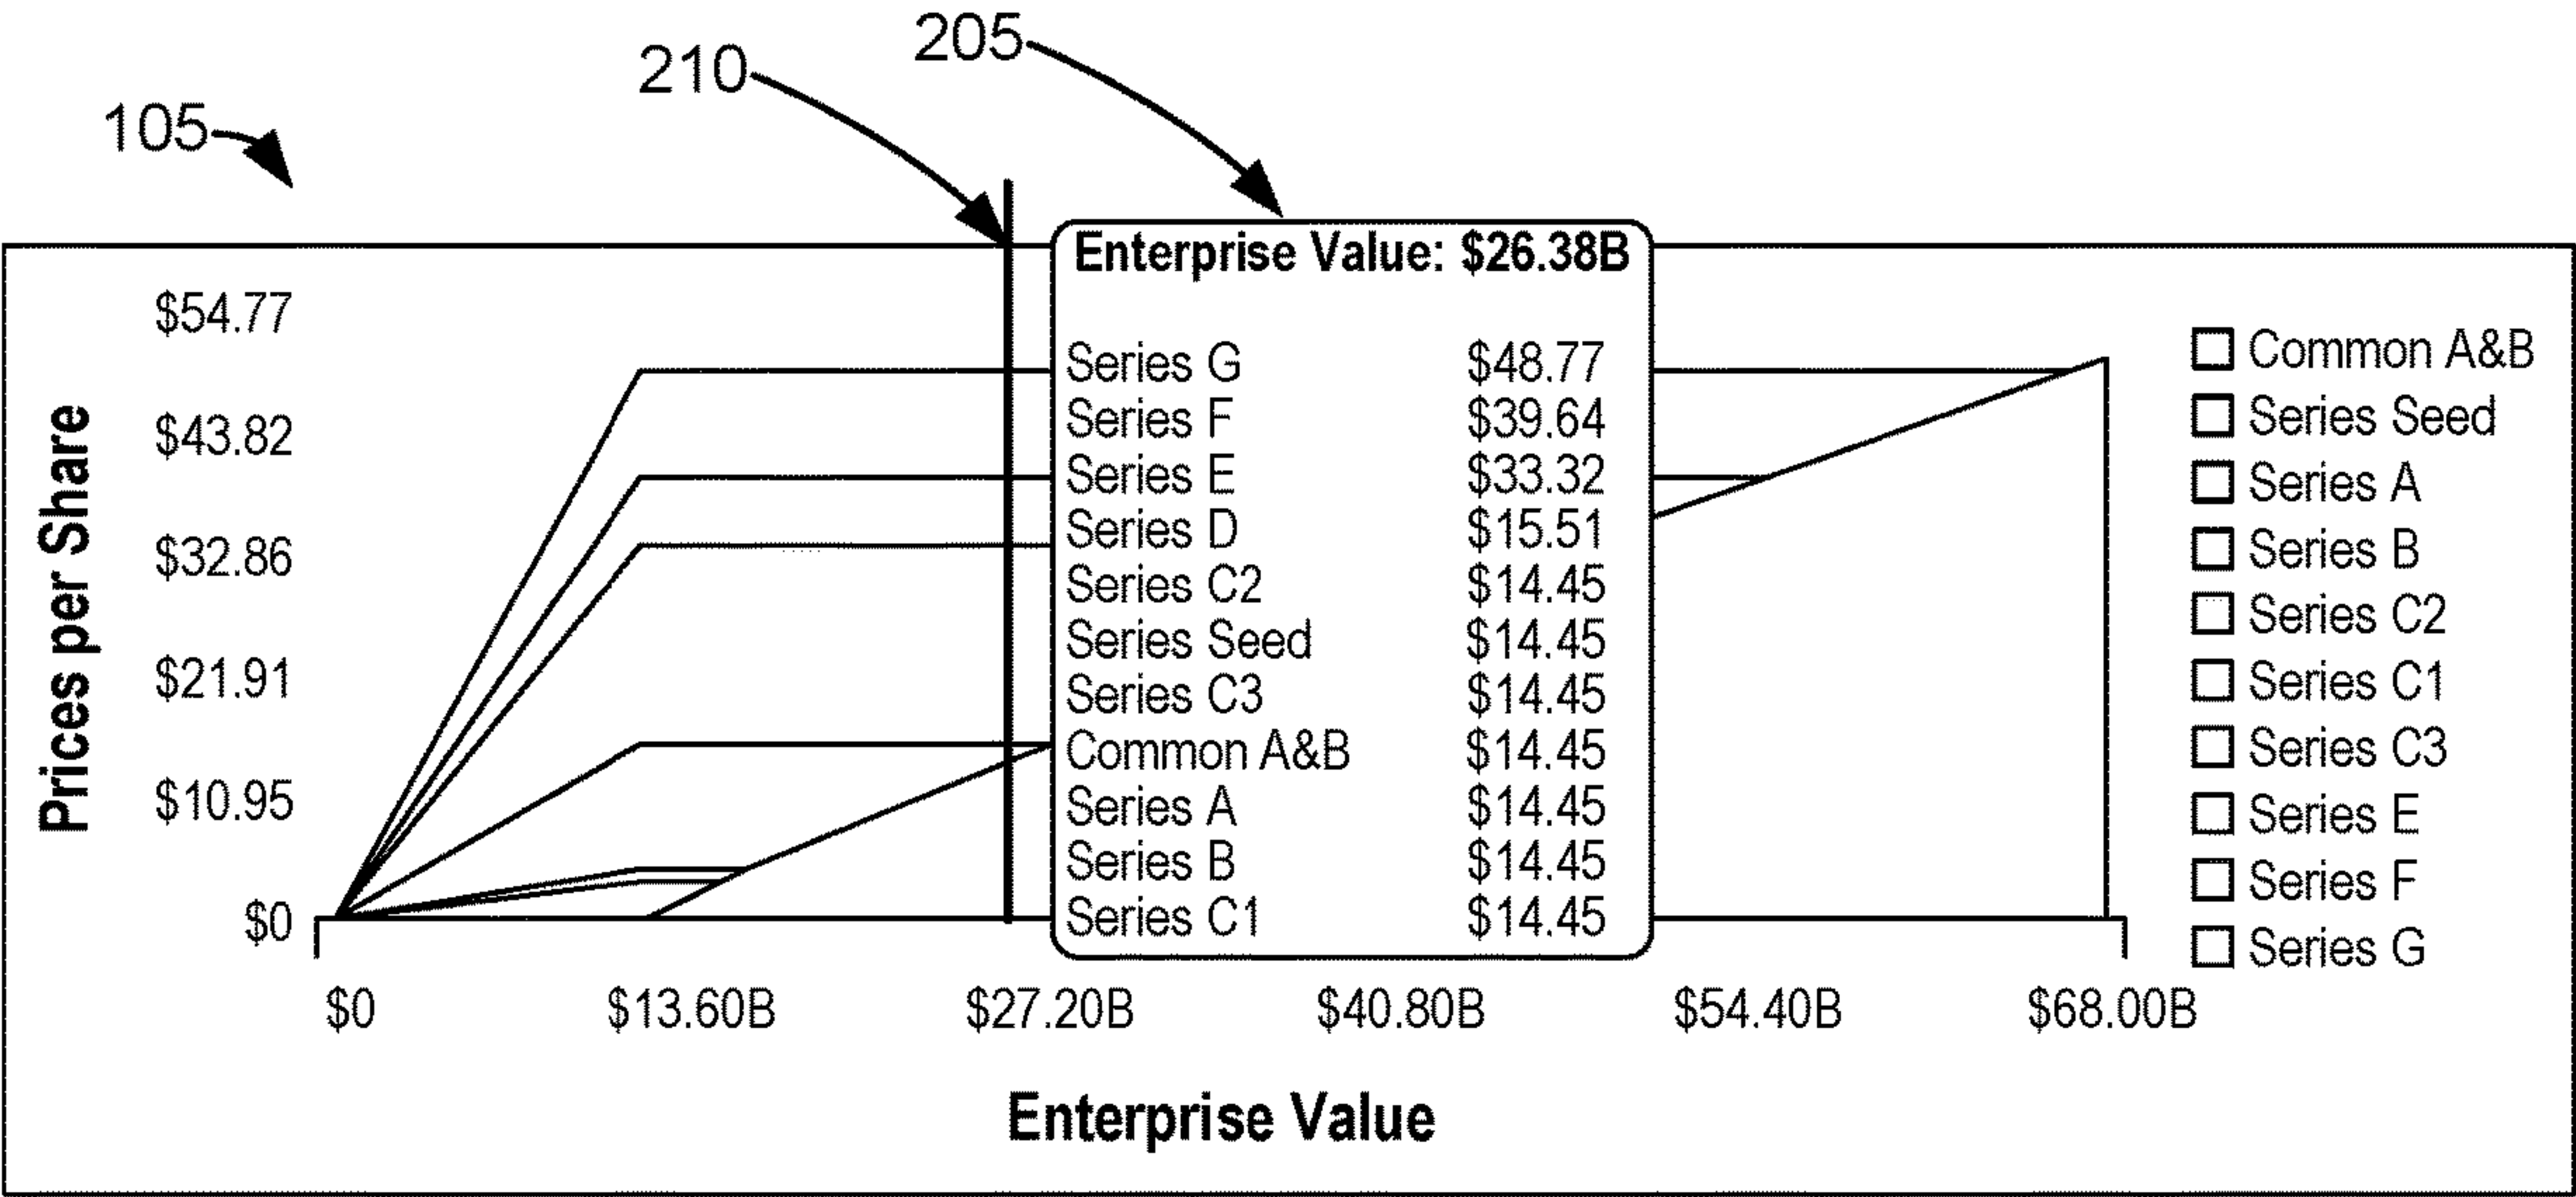 205
210
105
Enterprise Value: $26.38B
Series G $48.77
Series F $39.64
Series E $33.32
Series D $15.51
Series C2 $14.45
Series Seed $14.45
Series C3 $14.45
Common A&B $14.45
Series A $14.45
Series B $14.45
Series C1 $14.45
Prices per Share
$54.77
$43.82
$32.86
$21.91
$10.95
$0
$0 $13.60B $27.20B $40.80B $54.40B $68.00B
Enterprise Value
Common A&B
Series Seed
Series A
Series B
Series C2
Series C1
Series C3
Series E
Series F
Series G